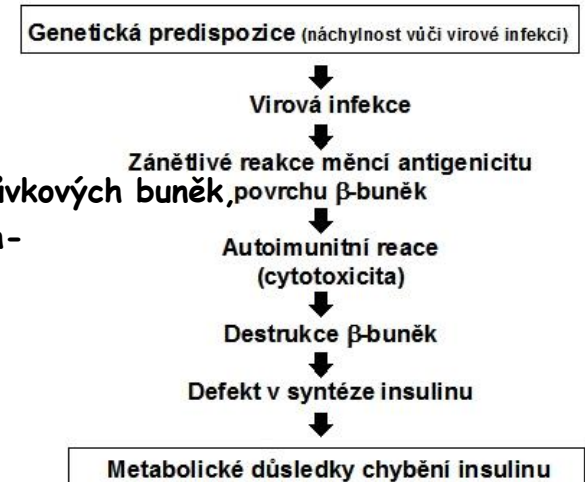 Genetická predispozice (náchylnost vůči virové infekci)
Virová infekce
Zánětlivé reakce měncí antigenicitu
ivkových buněk, povrchu β-buněk
Autoimunitní reace
(cytotoxicita)
Destrukce β-buněk
Defekt v syntéze insulinu
Metabolické důsledky chybění insulinu